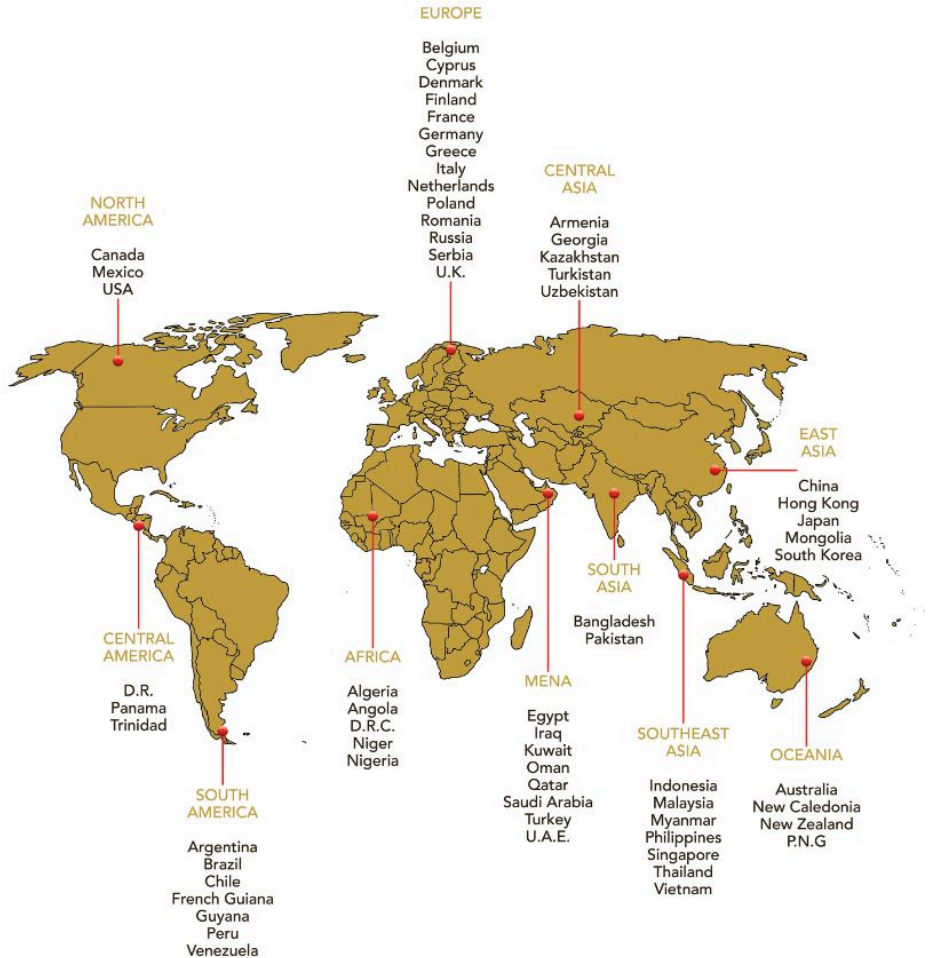 EUROPE
Belgium
Cyprus
Denmark
Finland
France
Germany
Greece
Italy
Netherlands
Poland
Romania
Russia
Serbia
U.K.
NORTH
AMERICA
Canada
Mexico
USA
CENTRAL
ASIA
Armenia
Georgia
Kazakhstan
Turkistan
Uzbekistan
EAST
ASIA
China
Hong Kong
Japan
Mongolia
South Korea
SOUTH
ASIA
Bangladesh
Pakistan
CENTRAL
AMERICA
D.R.
Panama
Trinidad
AFRICA
Algeria
Angola
D.R.C.
Niger
Nigeria
MENA
Egypt
Iraq
Kuwait
Oman
Qatar
Saudi Arabia
Turkey
U.A.E.
SOUTHEAST
ASIA
Indonesia
Malaysia
Myanmar
Philippines
Singapore
Thailand
Vietnam
OCEANIA
Australia
New Caledonia
New Zealand
P.N.G
SOUTH
AMERICA
Argentina
Brazil
Chile
French Guiana
Guyana
Peru
Venezuela